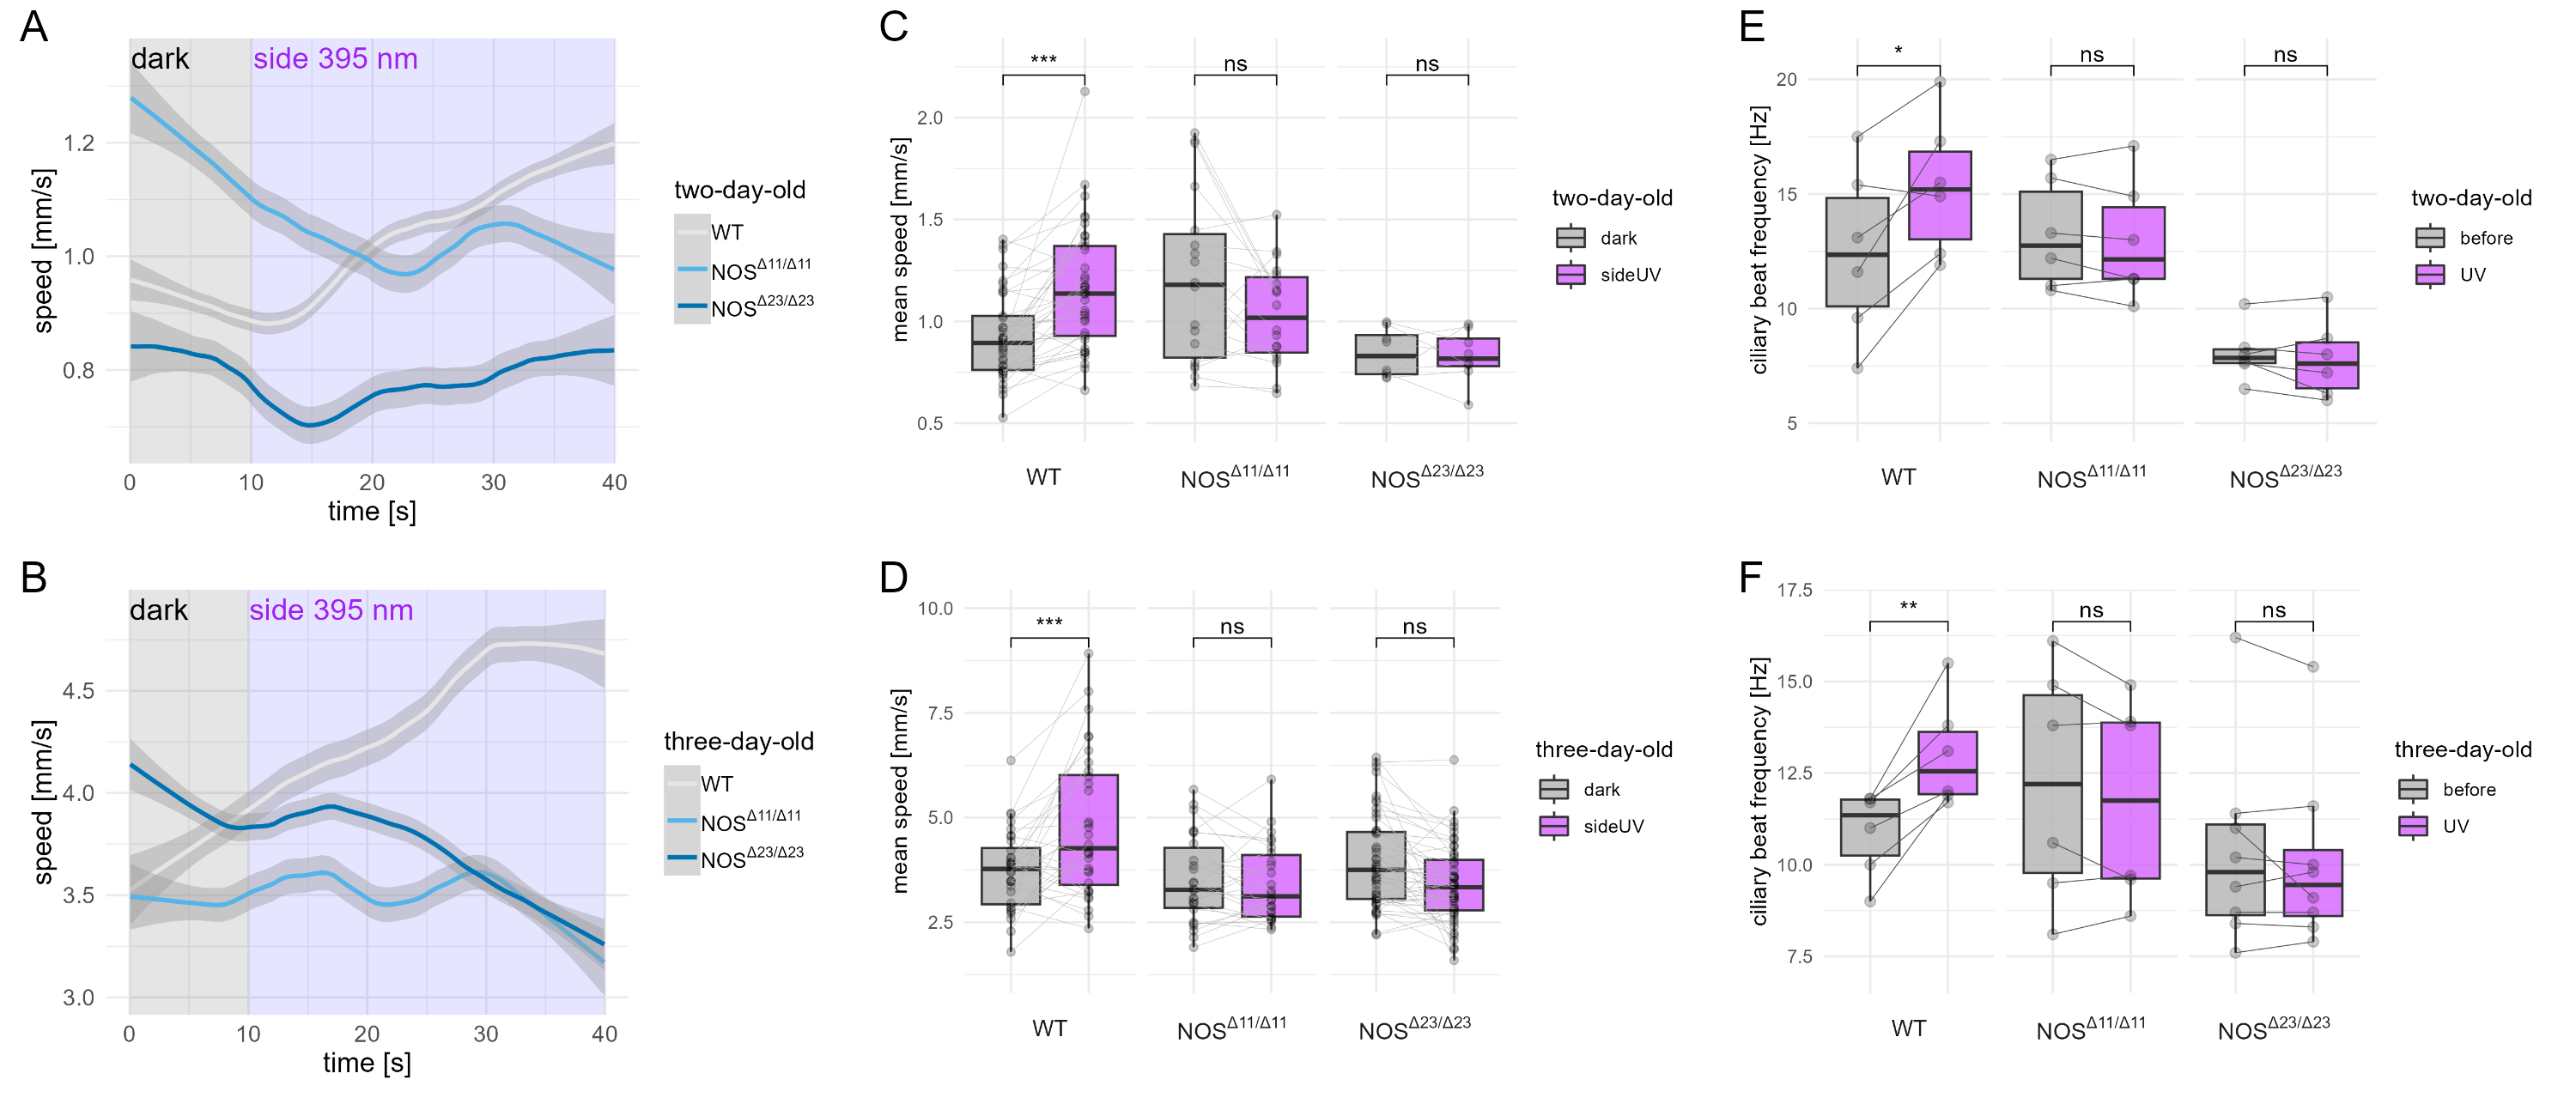 A
dark
side 395 nm
speed [mm/s]
1.2
1.0
0.8
0
10
20
30
40
time [s]
two-day-old
WT
NOSΔ11/Δ11
NOSΔ23/Δ23
C
mean speed [mm/s]
2.0
1.5
1.0
0.5
***
ns
ns
WT
NOSΔ11/Δ11
NOSΔ23/Δ23
two-day-old
dark
sideUV
E
ciliary beat frequency [Hz]
20
15
10
5
*
ns
ns
WT
NOSΔ11/Δ11
NOSΔ23/Δ23
two-day-old
before
UV
B
dark
side 395 nm
speed [mm/s]
4.5
4.0
3.5
3.0
0
10
20
30
40
time [s]
three-day-old
WT
NOSΔ11/Δ11
NOSΔ23/Δ23
D
mean speed [mm/s]
10.0
7.5
5.0
2.5
***
ns
ns
WT
NOSΔ11/Δ11
NOSΔ23/Δ23
three-day-old
dark
sideUV
F
ciliary beat frequency [Hz]
17.5
15.0
12.5
10.0
7.5
**
ns
ns
WT
NOSΔ11/Δ11
NOSΔ23/Δ23
three-day-old
before
UV